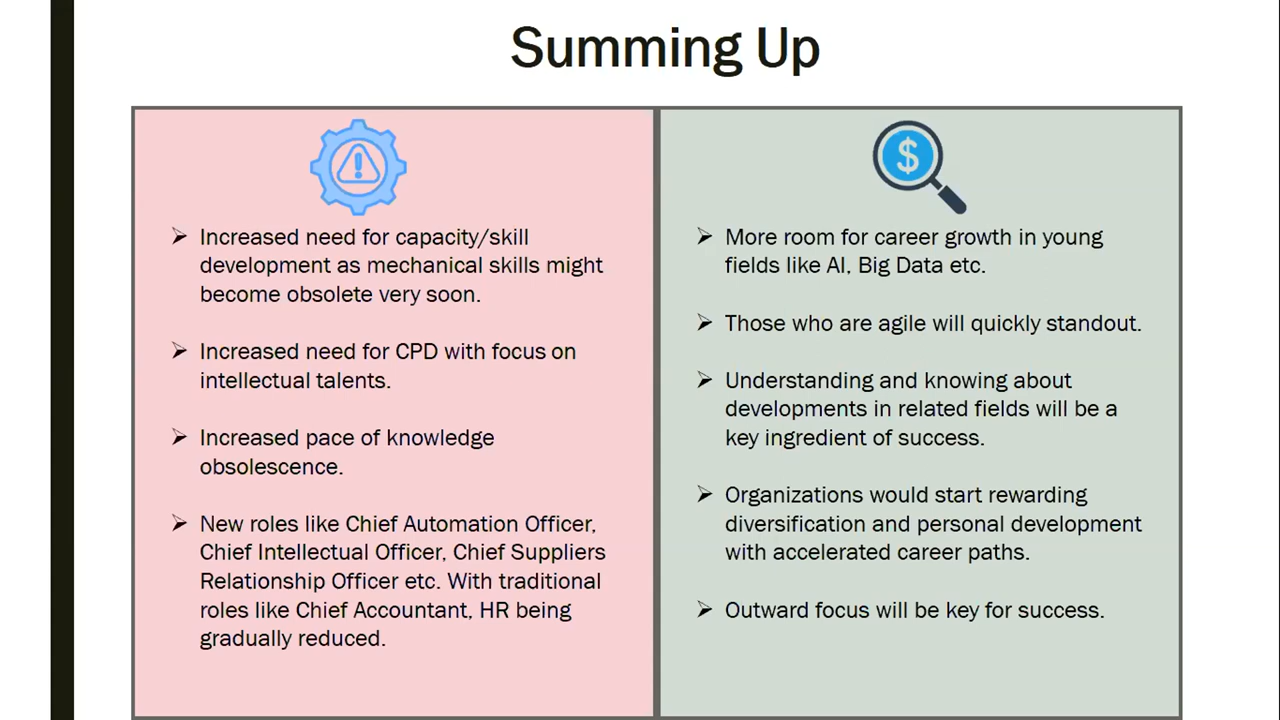 Summing Up
➢ Increased need for capacity/skill
development as mechanical skills might
become obsolete very soon.
➢ Increased need for CPD with focus on
intellectual talents.
➢ Increased pace of knowledge
obsolescence.
➢ New roles like Chief Automation Officer,
Chief Intellectual Officer, Chief Suppliers
Relationship Officer etc. With traditional
roles like Chief Accountant, HR being
gradually reduced.
$
➢ More room for career growth in young
fields like AI, Big Data etc.
➢ Those who are agile will quickly standout.
➢ Understanding and knowing about
developments in related fields will be a
key ingredient of success.
➢ Organizations would start rewarding
diversification and personal development
with accelerated career paths.
➢ Outward focus will be key for success.